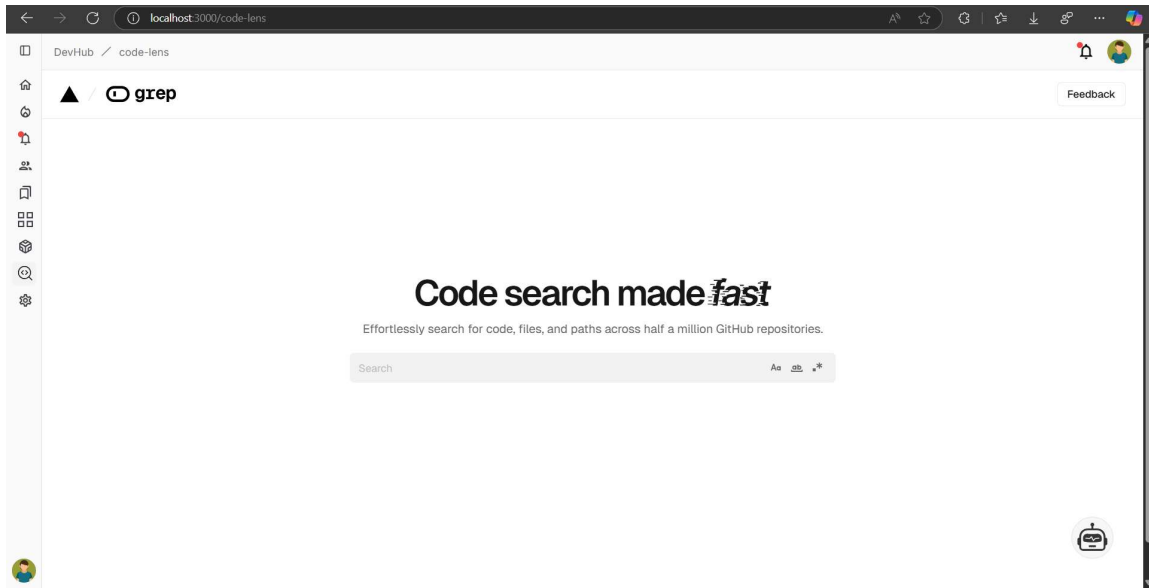 localhost:3000/code-lens
DevHub / code-lens
grep
Feedback
Code search made fast
Effortlessly search for code, files, and paths across half a million GitHub repositories.
Search Aa ab .*